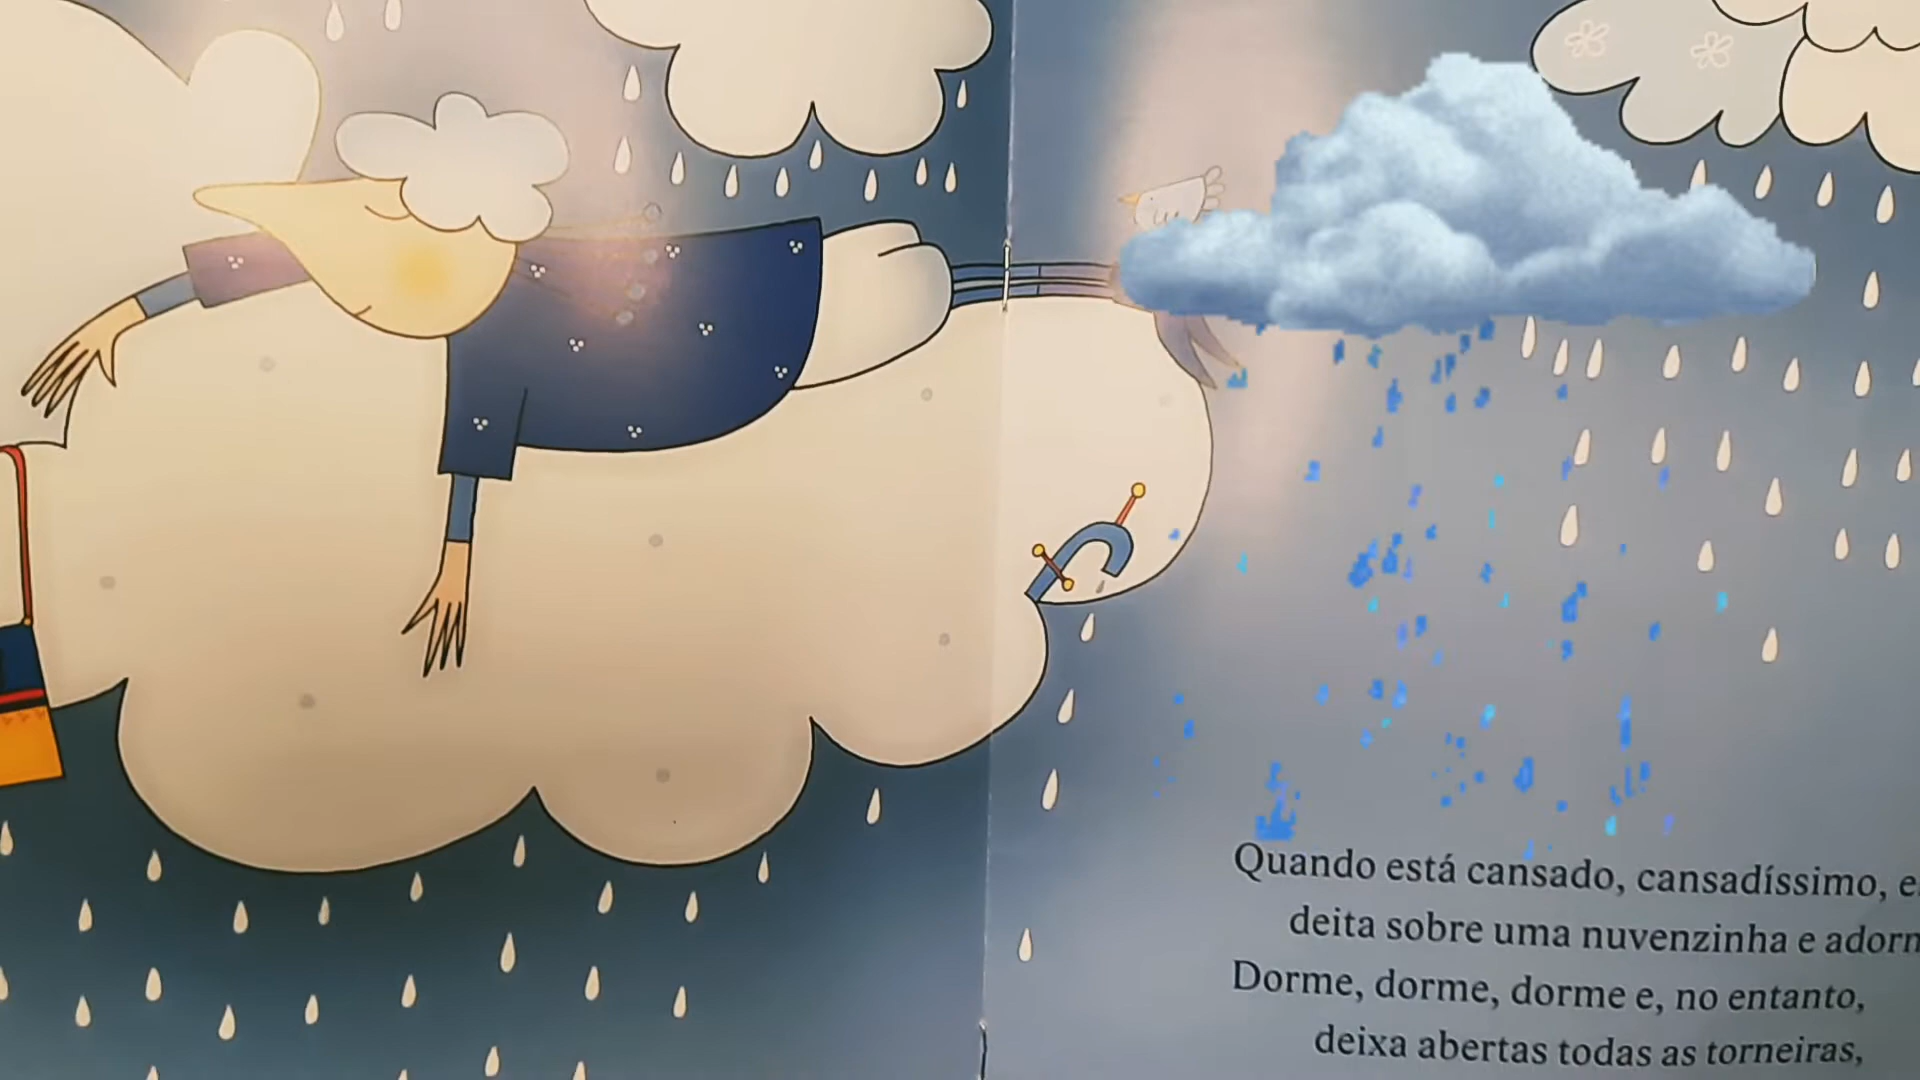 Quando está cansado, cansadíssimo,
deita sobre uma nuvenzinha e
Dorme, dorme, dorme e, no entanto,
deixa abertas todas as torneiras,